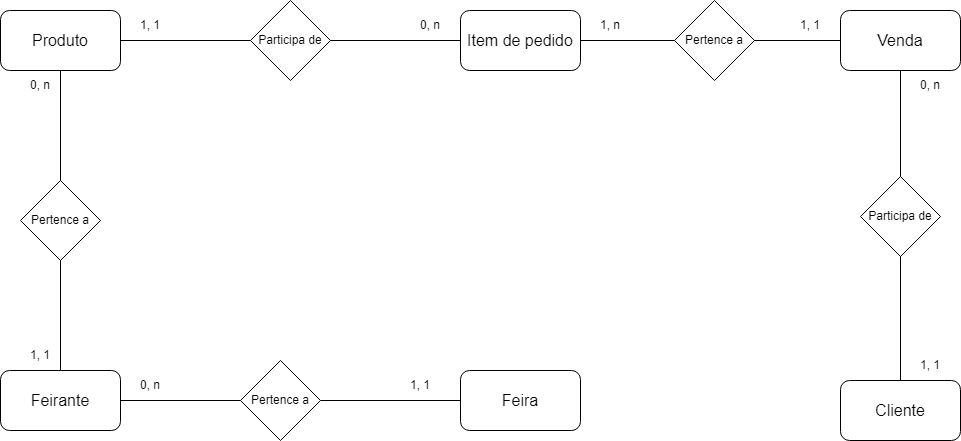 1, 1
0, n
1, n
1, 1
Produto
Participa de
Item de pedido
Pertence a
Venda
0, n
0, n
Pertence a
Participa de
1, 1
1, 1
0, n
1, 1
Feirante
Pertence a
Feira
Cliente